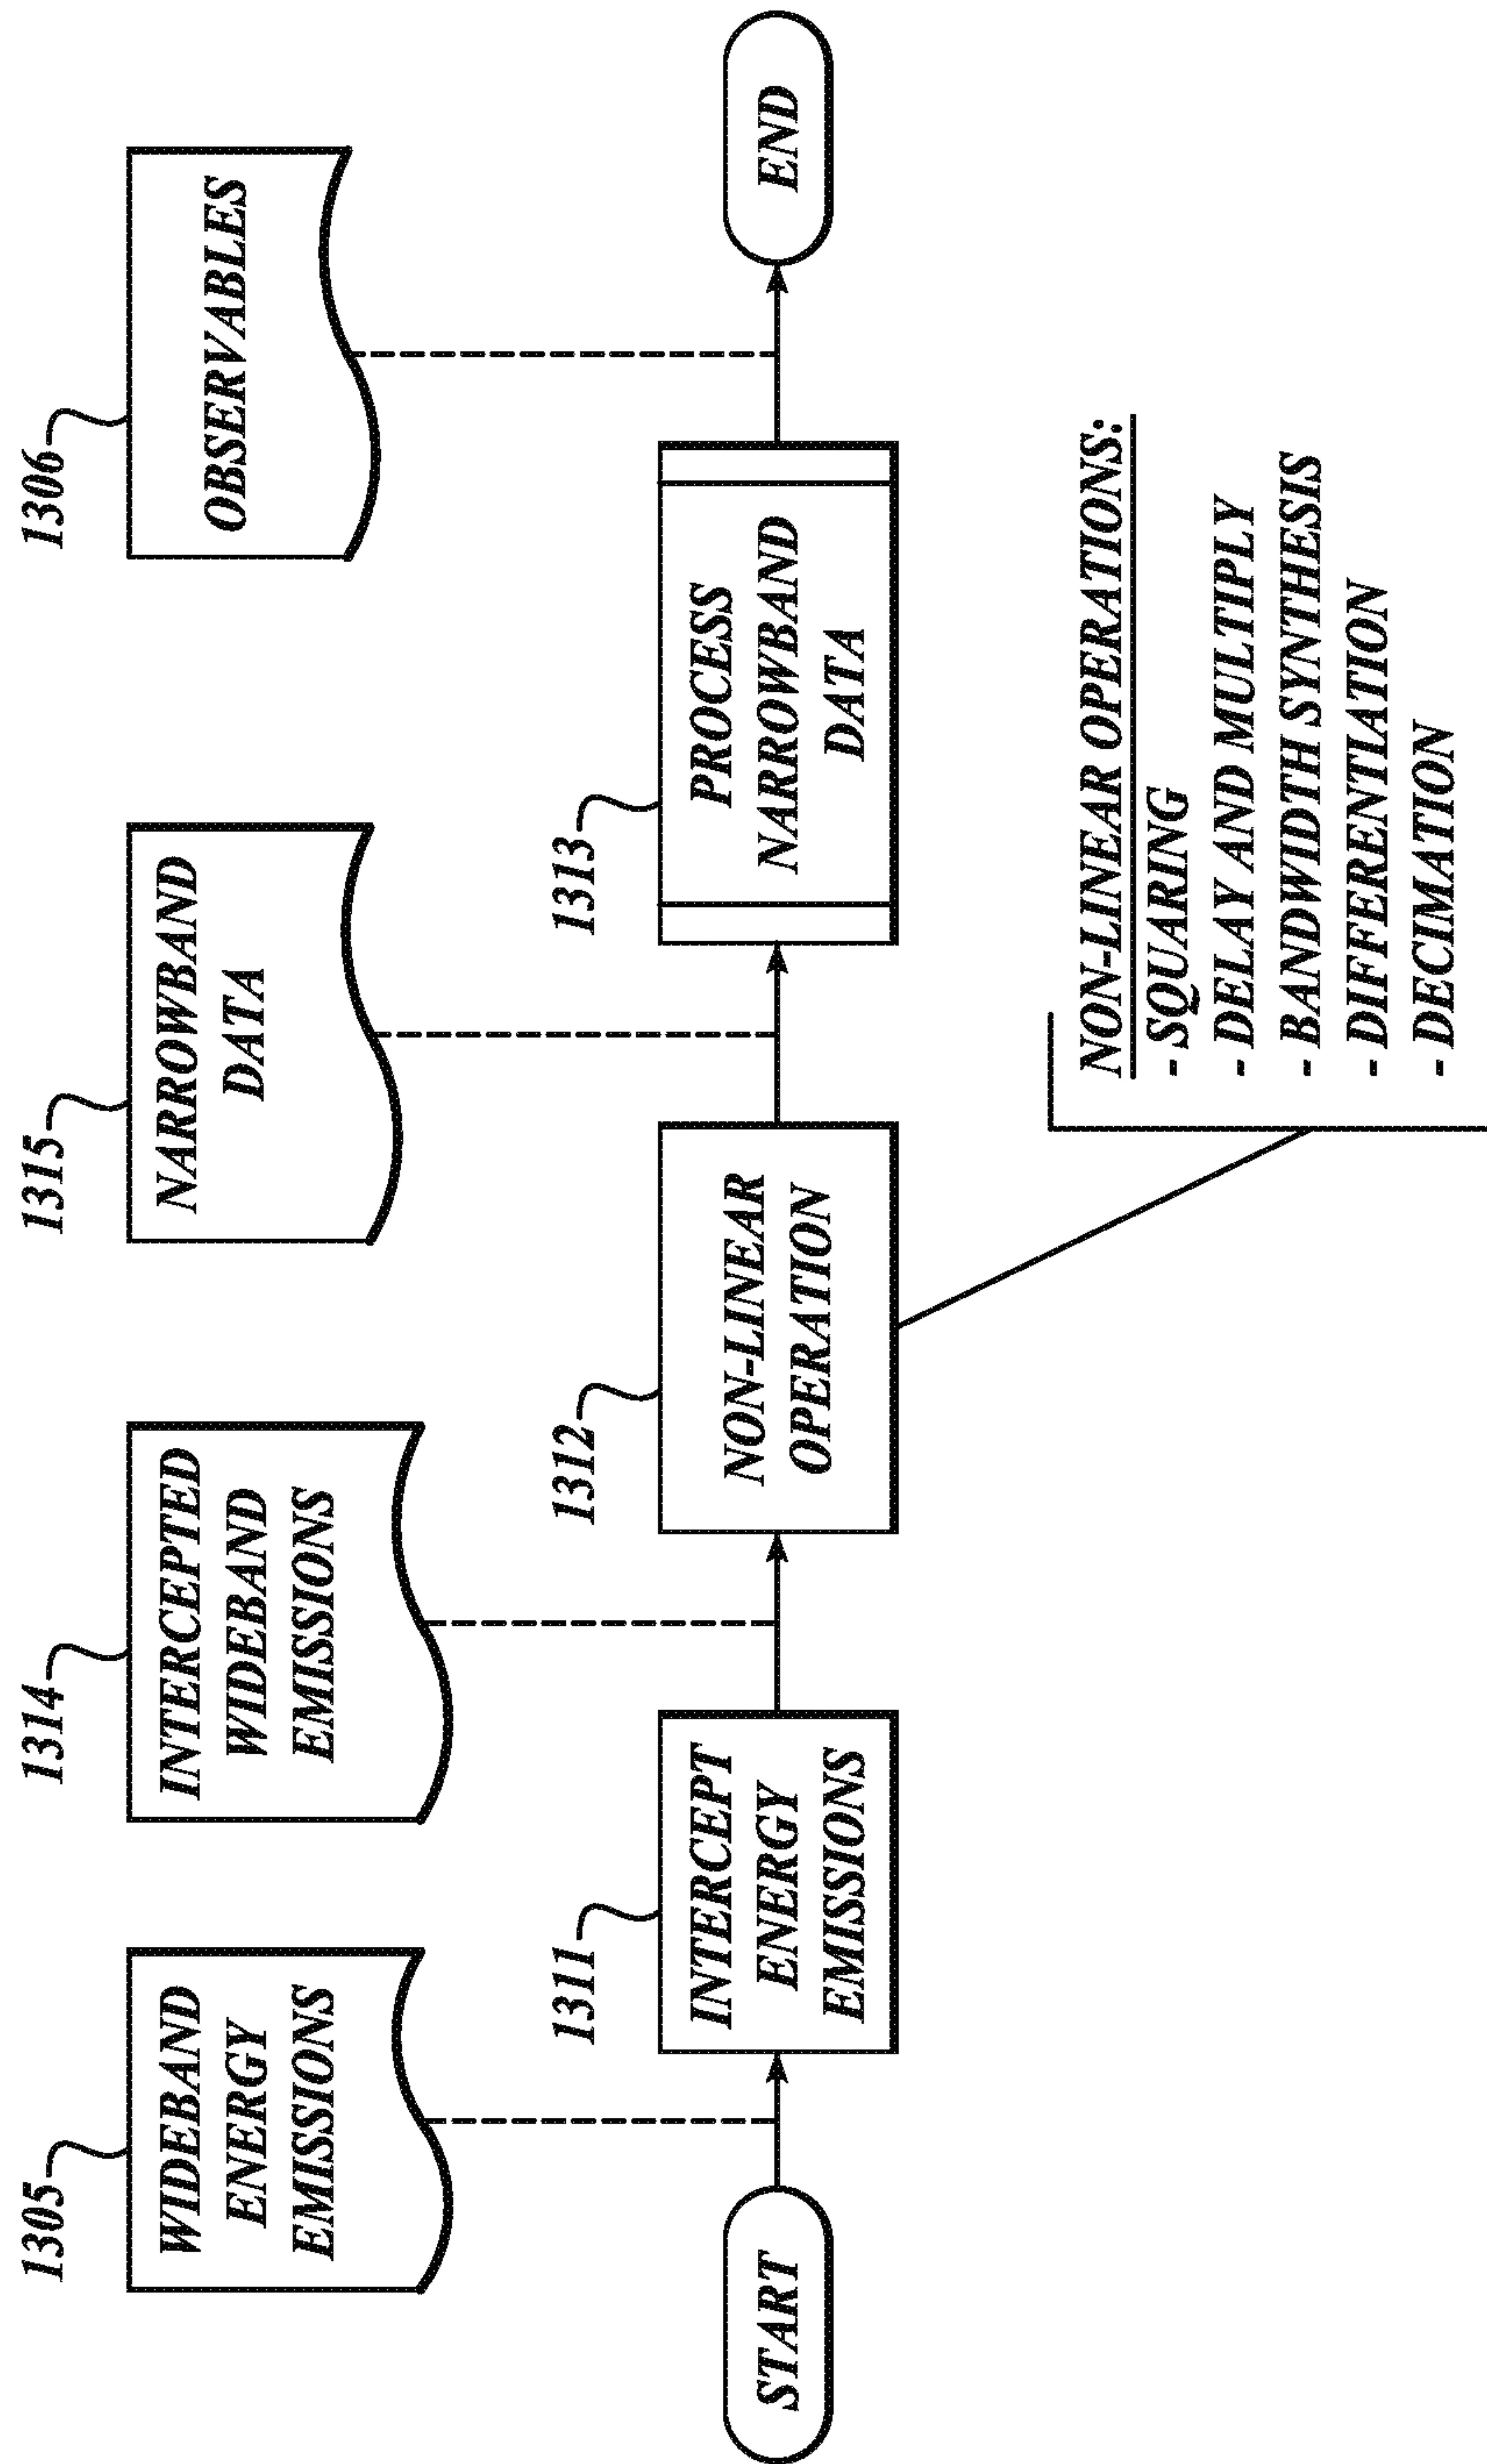 1305
WIDEBAND
ENERGY
EMISSIONS
1314
INTERCEPTED
WIDEBAND
EMISSIONS
1315
NARROWBAND
DATA
1306
OBSERVABLES
START
1311
INTERCEPT
ENERGY
EMISSIONS
1312
NON-LINEAR
OPERATION
1313
PROCESS
NARROWBAND
DATA
END
NON-LINEAR OPERATIONS:
- SQUARING
- DELAY AND MULTIPLY
- BANDWIDTH SYNTHESIS
- DIFFERENTIATION
- DECIMATION